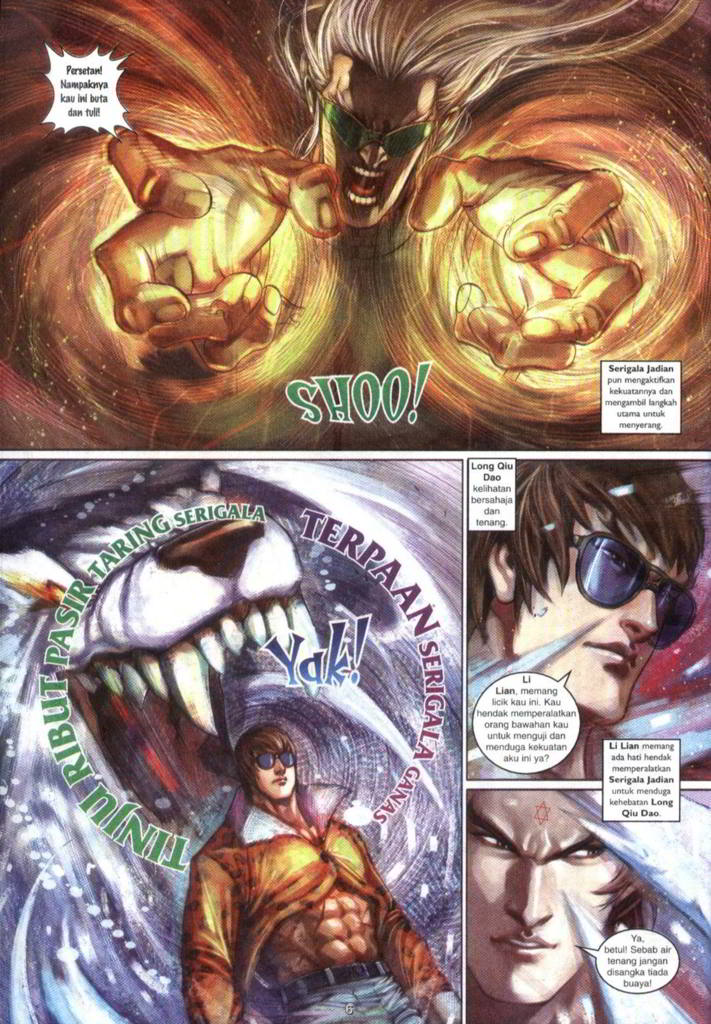 Persetan!
Nampaknya
kau ini buta
dan tuli!
SHOO!
Serigala Jadian
pun mengaktifkan
kekuatannya dan
mengambil langkah
utama untuk
menyerang.
TINJU RIBUT PASIR TARING SERIGALA
TERPAAN SERIGALA GANAS
Yak!
Long Qiu
Dao
kelihatan
bersahaja
dan
tenang.
Li
Lian, memang
licik kau ini. Kau
hendak memperalatkan
orang bawahan kau
untuk menguji dan
menduga kekuatan
aku ini ya?
Li Lian memang
ada hati hendak
memperalatkan
Serigala Jadian
untuk menduga
kehebatan Long
Qiu Dao.
Ya,
betul! Sebab air
tenang jangan
disangka tiada
buaya!
6